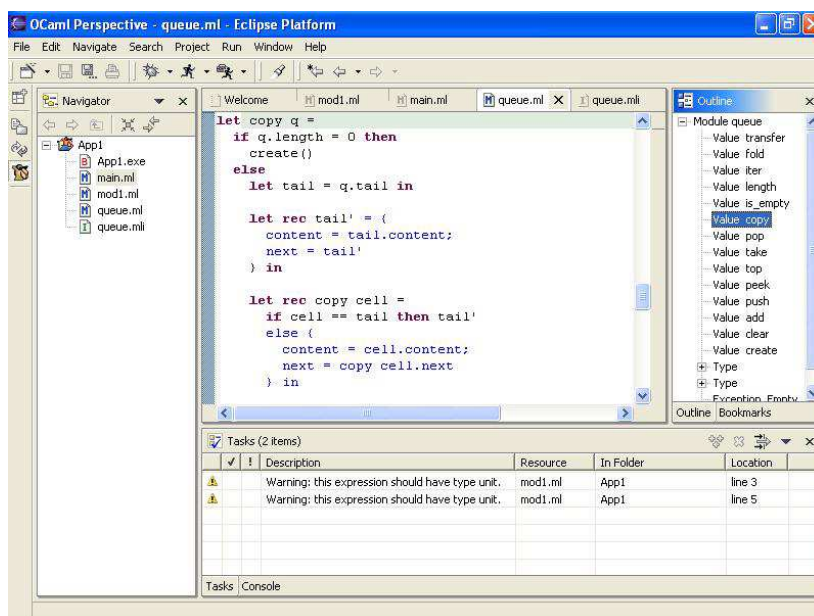 OCaml Perspective - queue.ml - Eclipse Platform
File Edit Navigate Search Project Run Window Help
Navigator
App1
App1.exe
main.ml
mod1.ml
queue.ml
queue.mli
Welcome mod1.ml main.ml queue.ml queue.mli
let copy q =
if q.length = 0 then
create()
else
let tail = q.tail in
let rec tail' = {
content = tail.content;
next = tail'
} in
let rec copy cell =
if cell == tail then tail'
else {
content = cell.content;
next = copy cell.next
} in
Outline
Module queue
Value transfer
Value fold
Value iter
Value length
Value is_empty
Value copy
Value pop
Value take
Value top
Value peek
Value push
Value add
Value clear
Value create
Type
Type
Exception Empty
Outline Bookmarks
Tasks (2 items)
! Description Resource In Folder Location
Warning: this expression should have type unit. mod1.ml App1 line 3
Warning: this expression should have type unit. mod1.ml App1 line 5
Tasks Console